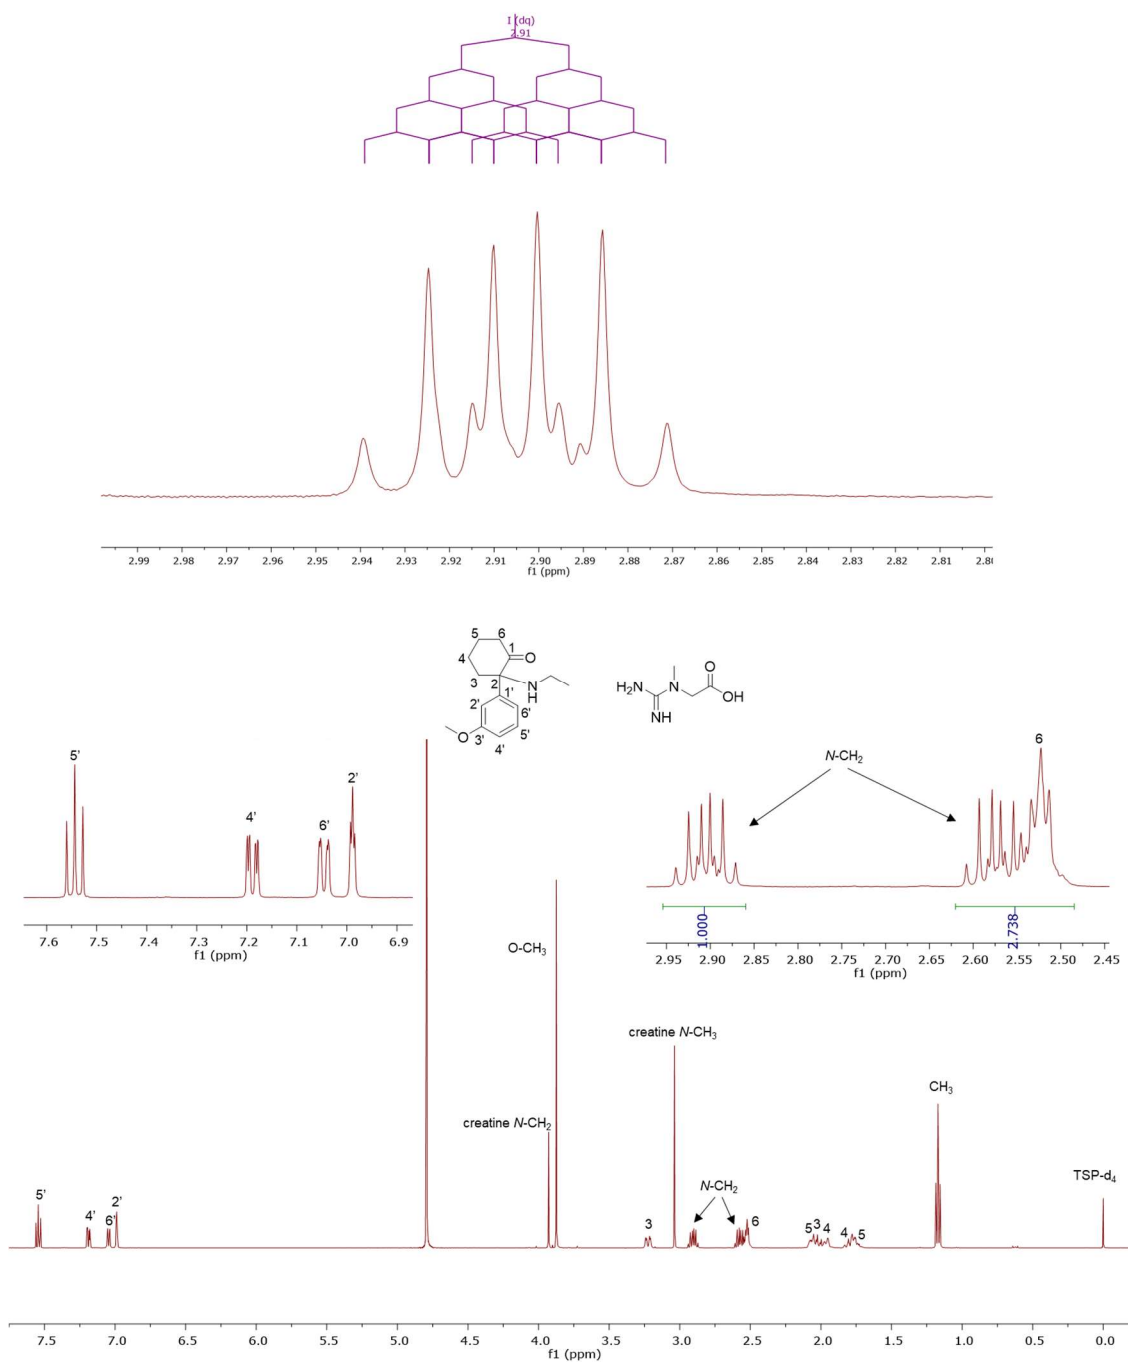 I (dq)
2.91
2.99 2.98 2.97 2.96 2.95 2.94 2.93 2.92 2.91 2.90 2.89 2.88 2.87 2.86 2.85 2.84 2.83 2.82 2.81 2.80
f1 (ppm)
5 6
1
4 O
3 2 NH
1'
2' 6'
O 3' 5'
4'
H2N N O OH
NH
5'
4' 6' 2'
7.6 7.5 7.4 7.3 7.2 7.1 7.0 6.9
f1 (ppm)
N-CH2
6
1.000 2.738
2.95 2.90 2.85 2.80 2.75 2.70 2.65 2.60 2.55 2.50 2.45
f1 (ppm)
O-CH3
creatine N-CH3
creatine N-CH2
CH3
TSP-d4
5' 4' 6' 2'
3
N-CH2
6
5 3 4 4 5
7.5 7.0 6.5 6.0 5.5 5.0 4.5 4.0 3.5 3.0 2.5 2.0 1.5 1.0 0.5 0.0
f1 (ppm)